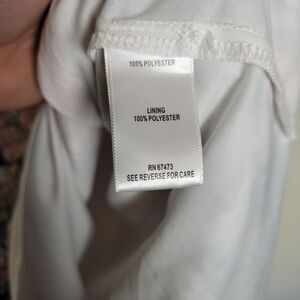 100% POLYESTER
LINING
100% POLYESTER
RN 67473
SEE REVERSE FOR CARE